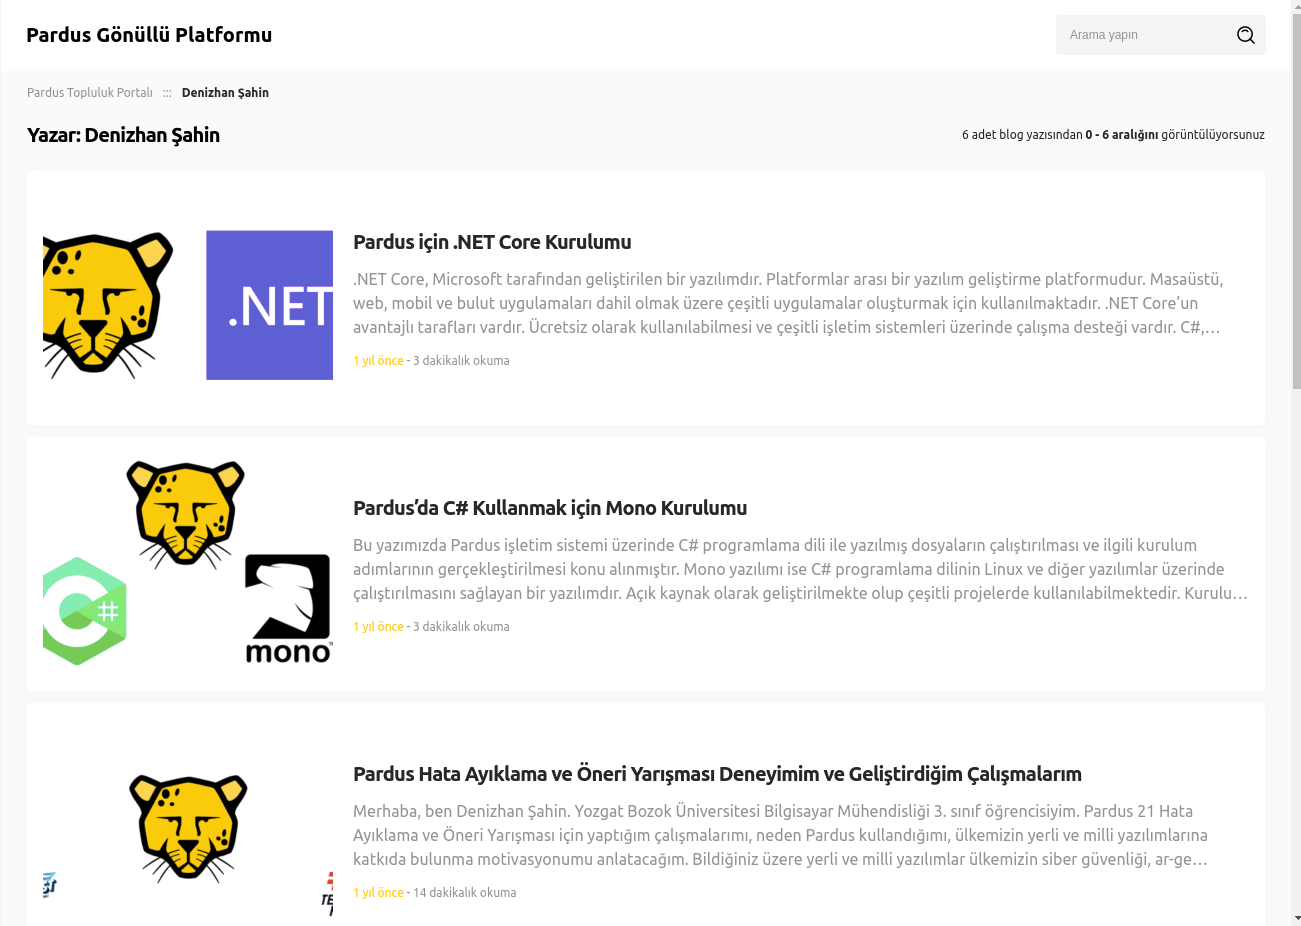 Pardus Gönüllü Platformu
Arama yapın
Pardus Topluluk Portalı ::: Denizhan Şahin
Yazar: Denizhan Şahin
6 adet blog yazısından 0 - 6 aralığını görüntülüyorsunuz
.NET
Pardus için .NET Core Kurulumu
.NET Core, Microsoft tarafından geliştirilen bir yazılımdır. Platformlar arası bir yazılım geliştirme platformudur. Masaüstü,
web, mobil ve bulut uygulamaları dahil olmak üzere çeşitli uygulamalar oluşturmak için kullanılmaktadır. .NET Core’un
avantajlı tarafları vardır. Ücretsiz olarak kullanılabilmesi ve çeşitli işletim sistemleri üzerinde çalışma desteği vardır. C#,…
1 yıl önce - 3 dakikalık okuma
C#
mono
Pardus’da C# Kullanmak için Mono Kurulumu
Bu yazımızda Pardus işletim sistemi üzerinde C# programlama dili ile yazılmış dosyaların çalıştırılması ve ilgili kurulum
adımlarının gerçekleştirilmesi konu alınmıştır. Mono yazılımı ise C# programlama dilinin Linux ve diğer yazılımlar üzerinde
çalıştırılmasını sağlayan bir yazılımdır. Açık kaynak olarak geliştirilmekte olup çeşitli projelerde kullanılabilmektedir. Kurulu…
1 yıl önce - 3 dakikalık okuma
Pardus Hata Ayıklama ve Öneri Yarışması Deneyimim ve Geliştirdiğim Çalışmalarım
Merhaba, ben Denizhan Şahin. Yozgat Bozok Üniversitesi Bilgisayar Mühendisliği 3. sınıf öğrencisiyim. Pardus 21 Hata
Ayıklama ve Öneri Yarışması için yaptığım çalışmalarımı, neden Pardus kullandığımı, ülkemizin yerli ve milli yazılımlarına
katkıda bulunma motivasyonumu anlatacağım. Bildiğiniz üzere yerli ve milli yazılımlar ülkemizin siber güvenliği, ar-ge…
1 yıl önce - 14 dakikalık okuma